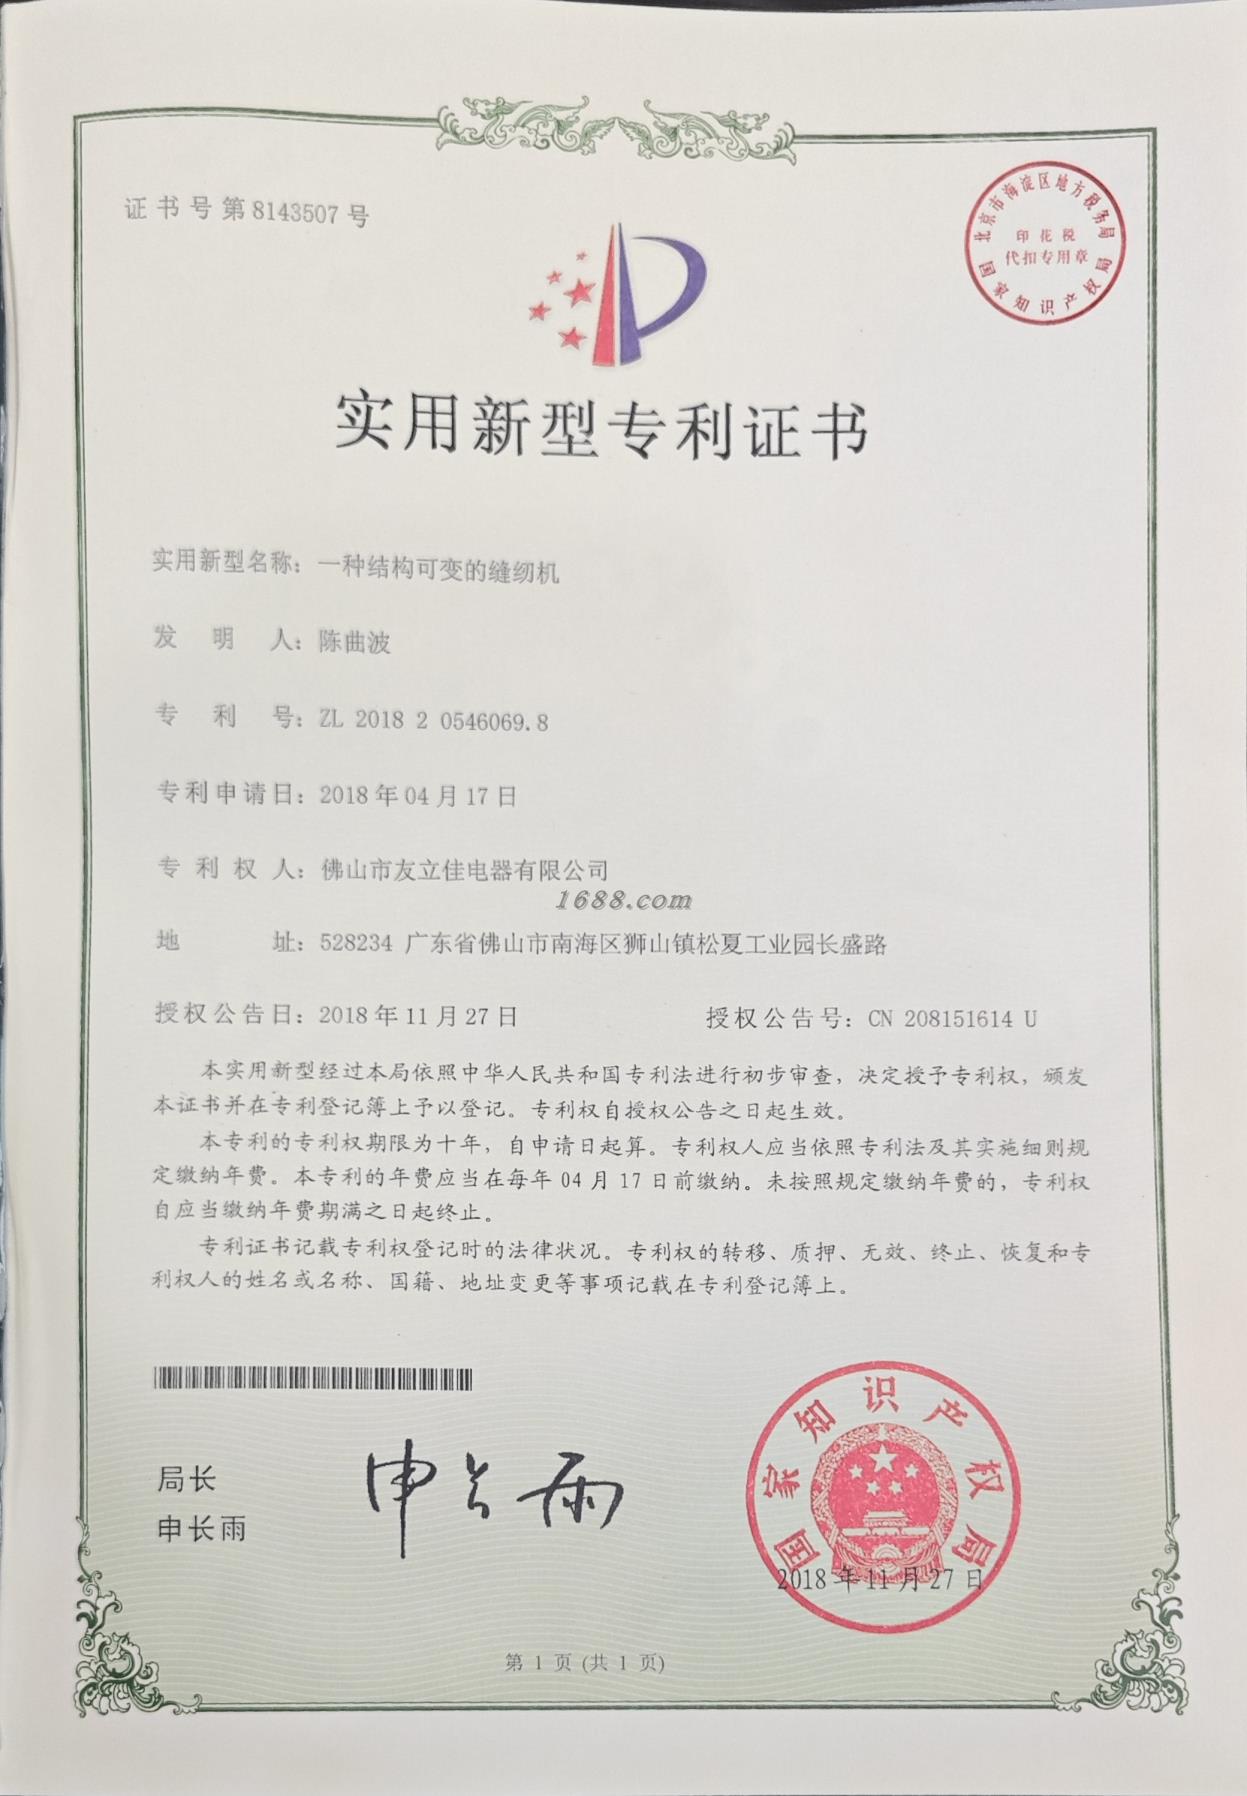 证书号第8143507号
北京市海淀区地方税务局
印花税
代扣专用章
国家知识产权局
实用新型专利证书
实用新型名称：一种结构可变的缝纫机
发明人：陈曲波
专利号：ZL 2018 2 0546069.8
专利申请日：2018年04月17日
专利权人：佛山市友立佳电器有限公司
1688.com
地址：528234 广东省佛山市南海区狮山镇松夏工业园长盛路
授权公告日：2018年11月27日 授权公告号：CN 208151614 U
本实用新型经过本局依照中华人民共和国专利法进行初步审查，决定授予专利权，颁发
本证书并在专利登记簿上予以登记。专利权自授权公告之日起生效。
本专利的专利权期限为十年，自申请日起算。专利权人应当依照专利法及其实施细则规
定缴纳年费。本专利的年费应当在每年04月17日前缴纳。未按照规定缴纳年费的，专利权
自应当缴纳年费期满之日起终止。
专利证书记载专利权登记时的法律状况。专利权的转移、质押、无效、终止、恢复和专
利权人的姓名或名称、国籍、地址变更等事项记载在专利登记簿上。
局长
申长雨
申长雨
国家知识产权局
2018年11月27日
第 1 页 (共 1 页)